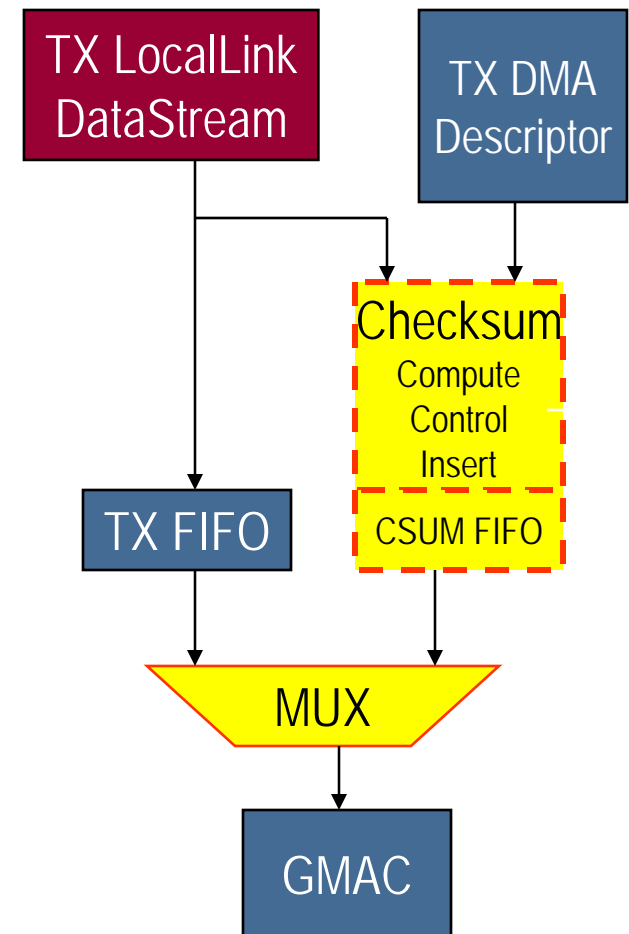 TX LocalLink
DataStream
TX DMA
Descriptor
Checksum
Compute
Control
Insert
TX FIFO
CSUM FIFO
MUX
GMAC